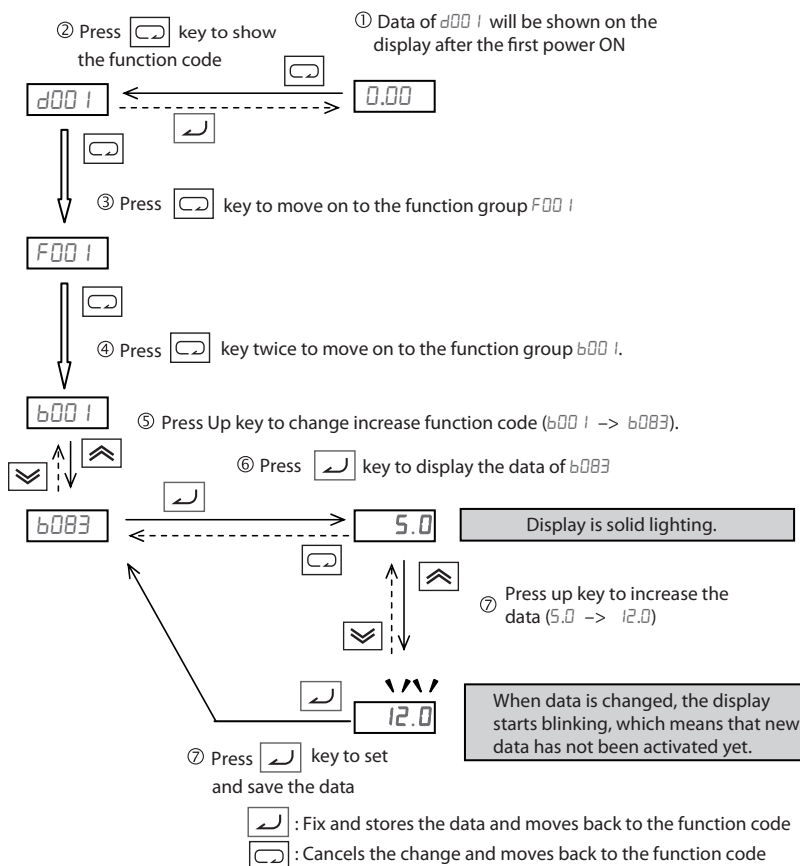 ① Data of d001 will be shown on the
display after the first power ON
② Press key to show
the function code
d001
0.00
③ Press key to move on to the function group F001
F001
④ Press key twice to move on to the function group b001.
b001
⑤ Press Up key to change increase function code (b001 –> b083).
⑥ Press key to display the data of b083
b083
5.0
Display is solid lighting.
⑦ Press up key to increase the
data (5.0 –> 12.0)
12.0
When data is changed, the display
starts blinking, which means that new
data has not been activated yet.
⑦ Press key to set
and save the data
: Fix and stores the data and moves back to the function code
: Cancels the change and moves back to the function code